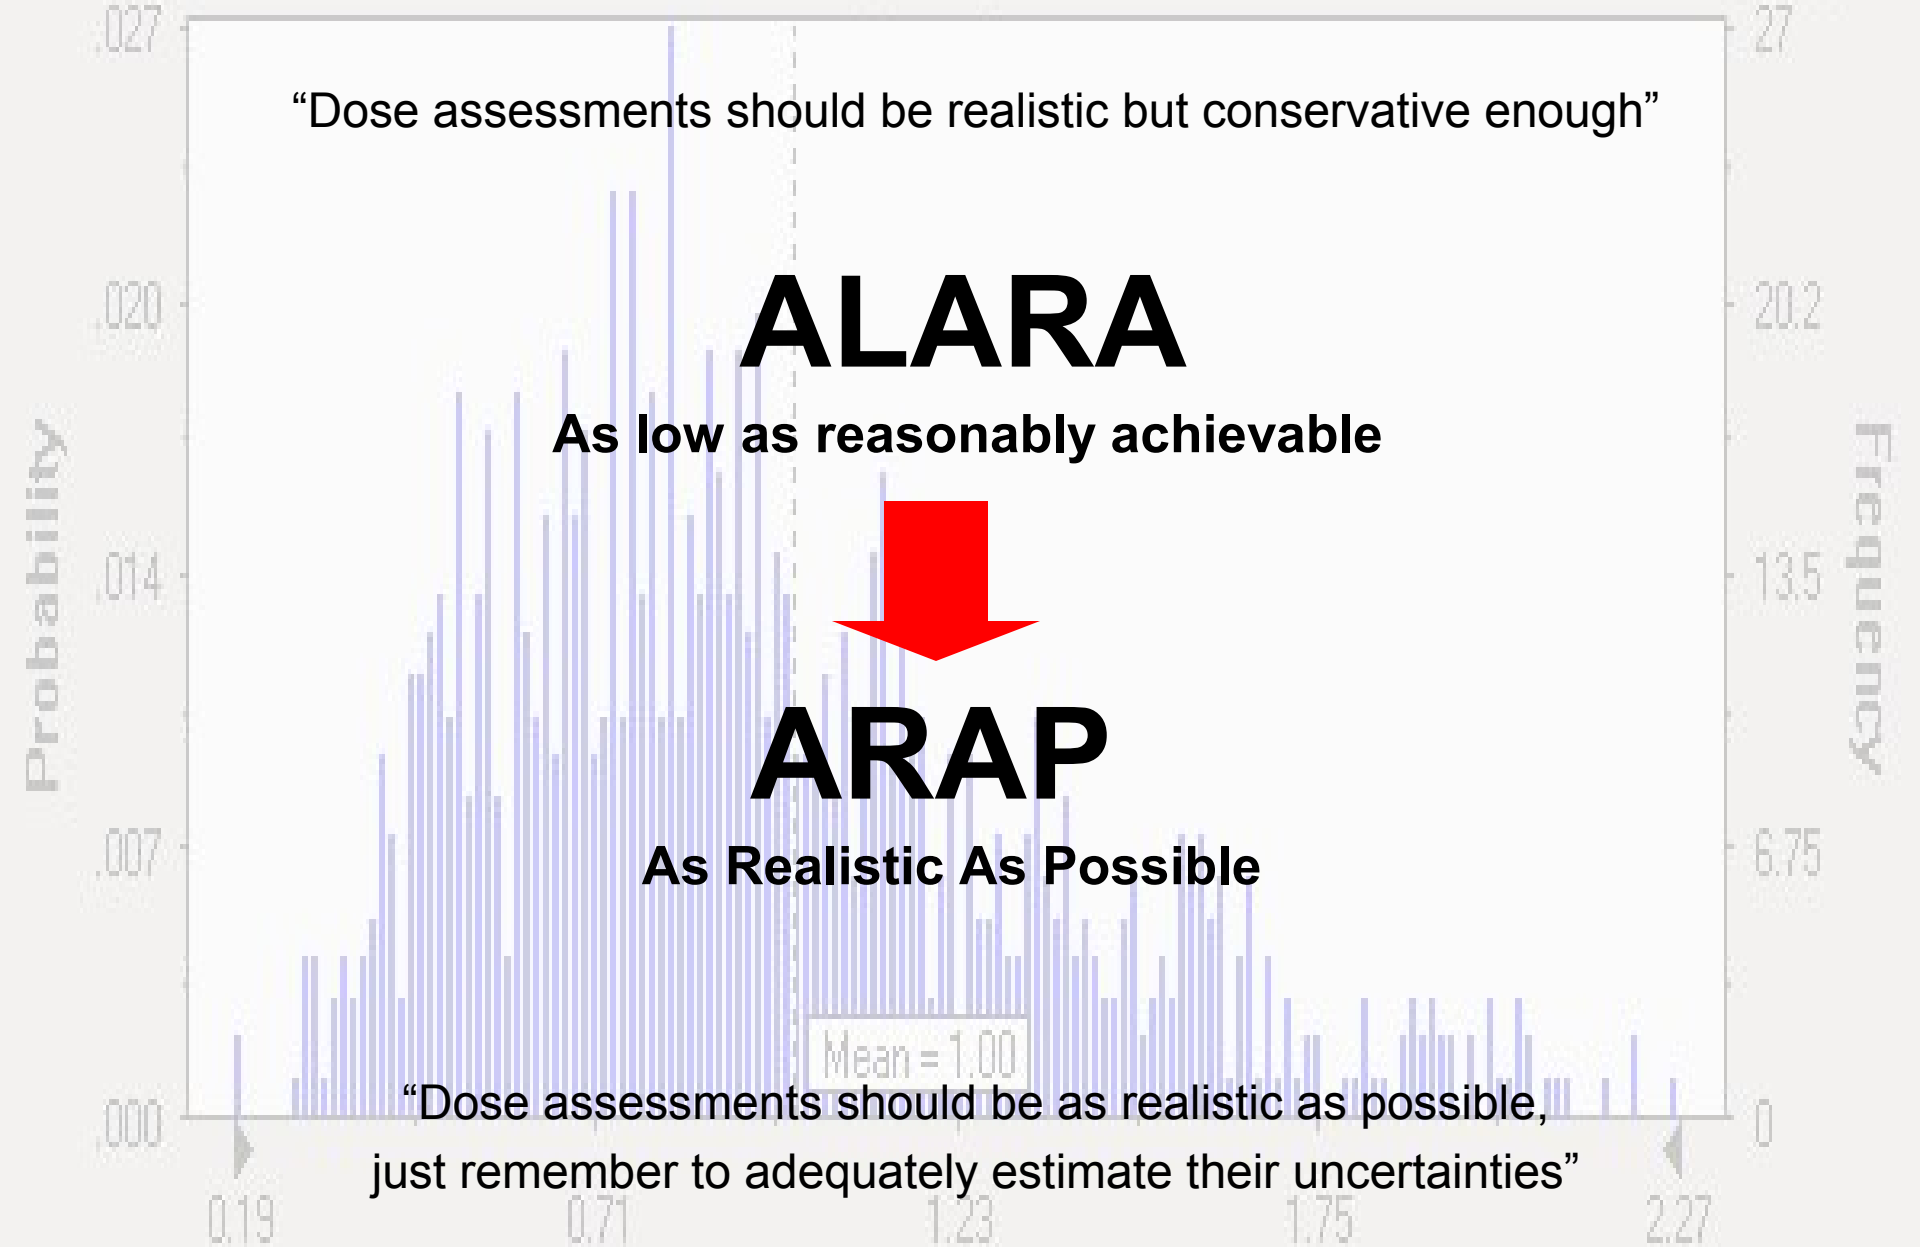 .027
27
“Dose assessments should be realistic but conservative enough”
ALARA
.020
20.2
As low as reasonably achievable
Probability
Frequency
.014
13.5
ARAP
.007
6.75
As Realistic As Possible
Mean = 1.00
“Dose assessments should be as realistic as possible,
.000
0
just remember to adequately estimate their uncertainties”
0.19
0.71
1.23
1.75
2.27